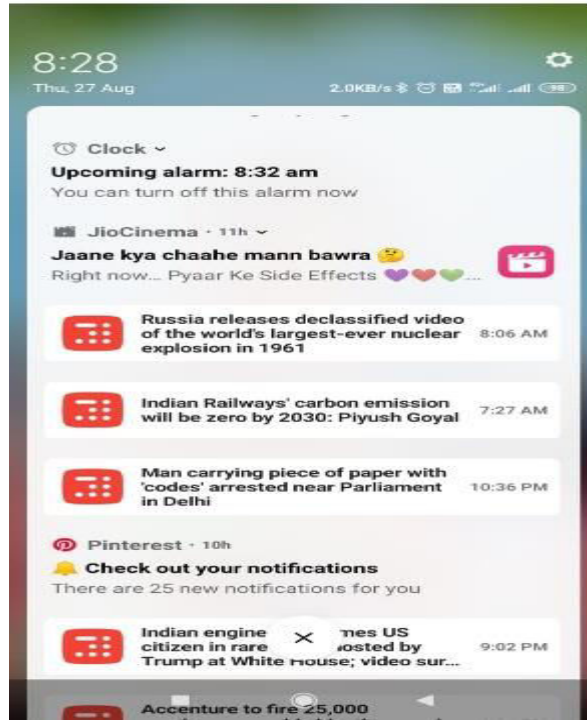 8:28
Thu, 27 Aug
2.0KB/s
98
Clock
Upcoming alarm: 8:32 am
You can turn off this alarm now
JioCinema · 11h
Jaane kya chaahe mann bawra 🤔
Right now... Pyaar Ke Side Effects 💜❤️💚...
Russia releases declassified video
of the world's largest-ever nuclear
explosion in 1961
8:06 AM
Indian Railways' carbon emission
will be zero by 2030: Piyush Goyal
7:27 AM
Man carrying piece of paper with
'codes' arrested near Parliament
in Delhi
10:36 PM
Pinterest · 10h
🔔 Check out your notifications
There are 25 new notifications for you
Indian engine mes US
citizen in rare osted by
Trump at White House; video sur...
9:02 PM
Accenture to fire 25,000